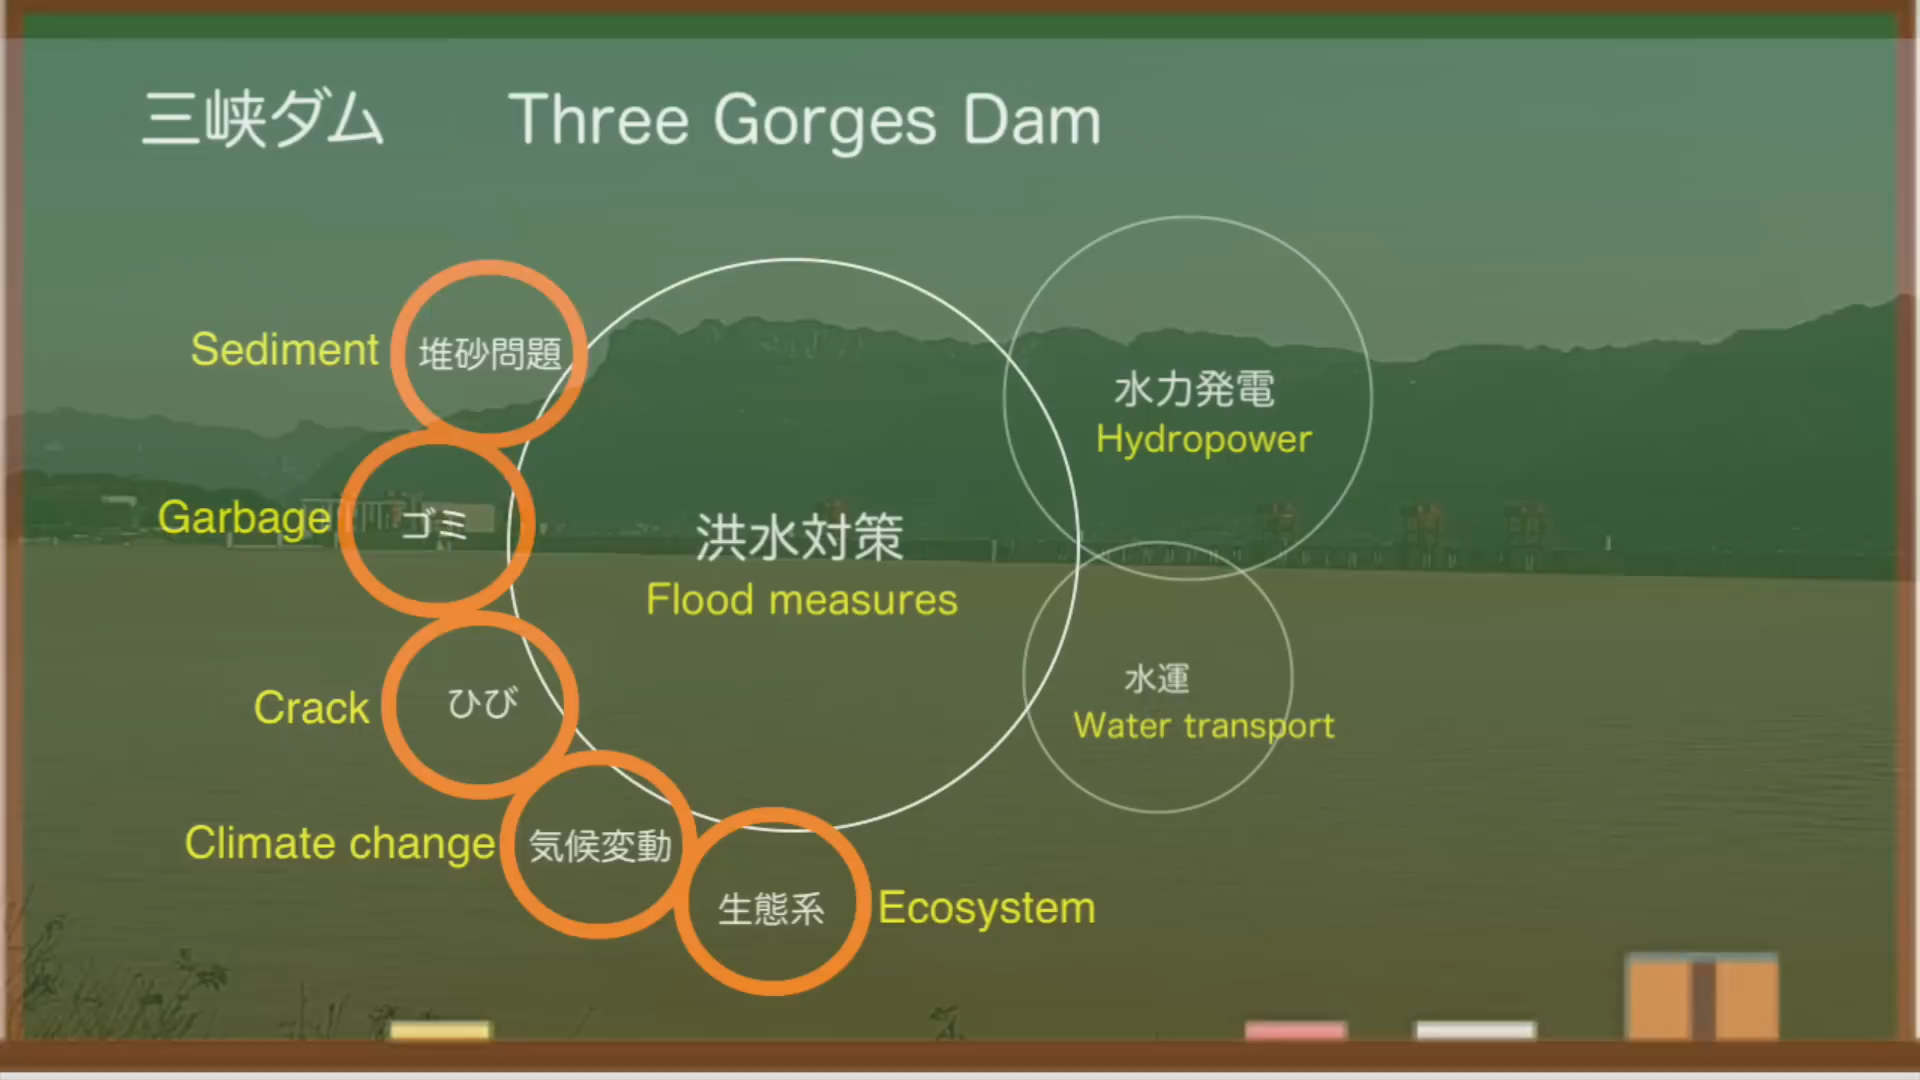 三峡ダム Three Gorges Dam
Sediment 堆砂問題
水力発電
Hydropower
Garbage ゴミ
洪水対策
Flood measures
Crack ひび
水運
Water transport
Climate change 気候変動
生態系 Ecosystem